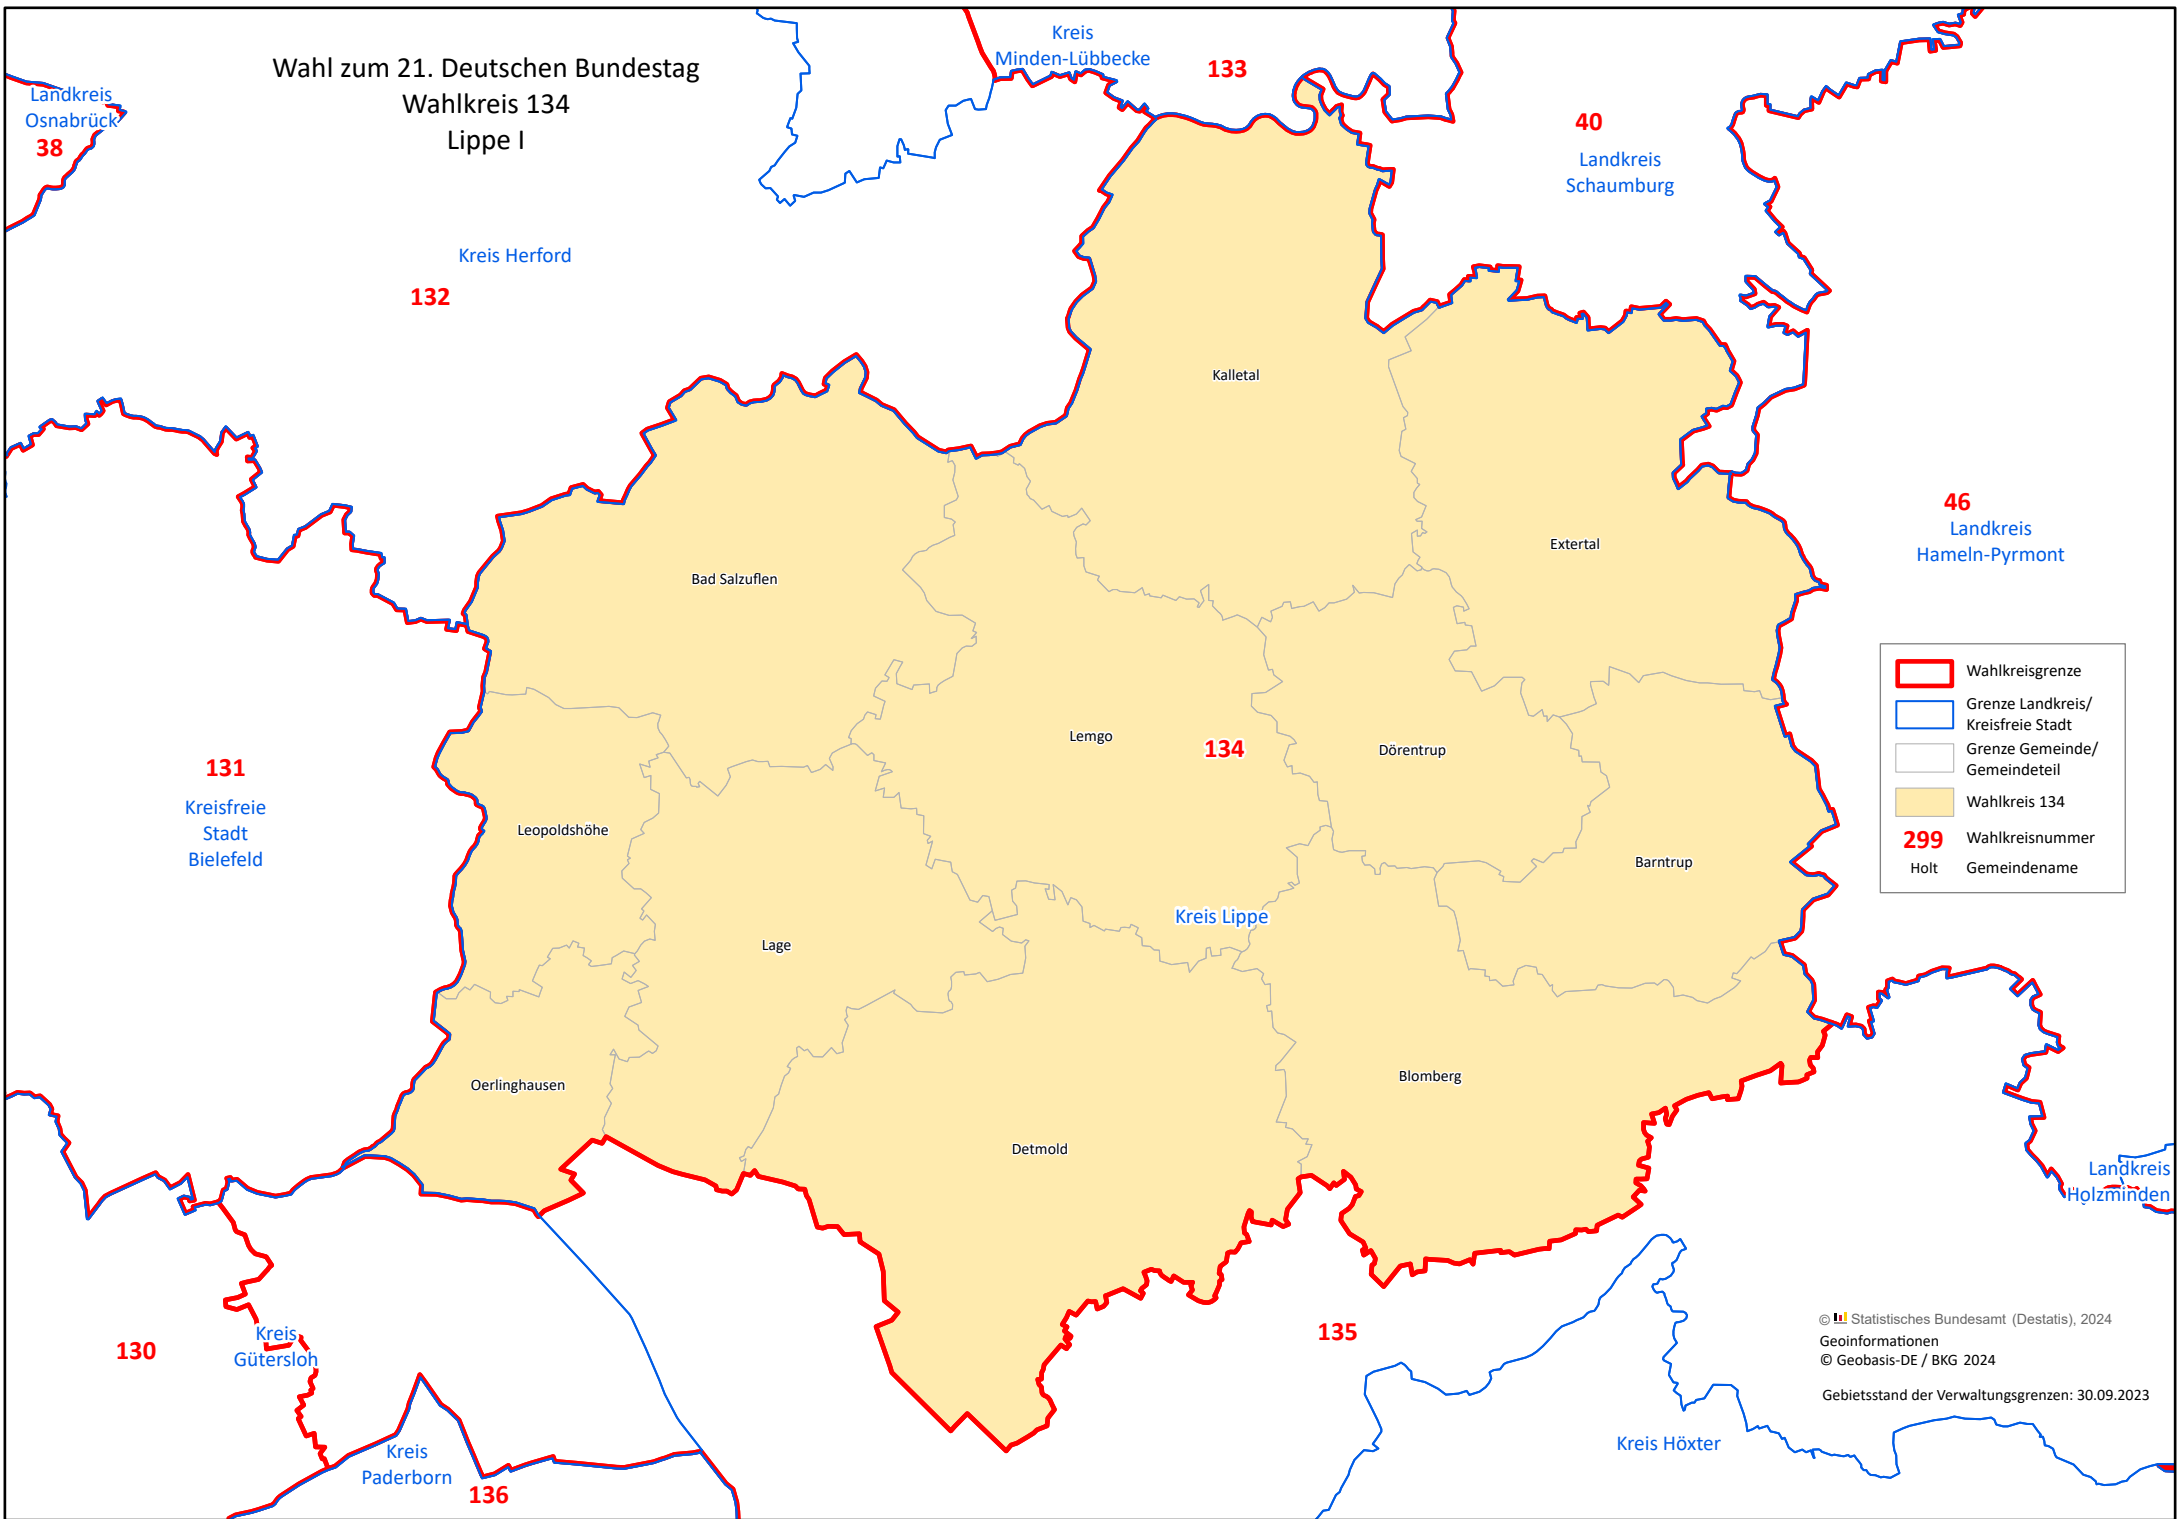 Wahl zum 21. Deutschen Bundestag
Wahlkreis 134
Lippe I
Kreis
Minden-Lübbecke
133
Landkreis
Osnabrück
38
40
Landkreis
Schaumburg
Kreis Herford
132
Kalletal
46
Landkreis
Hameln-Pyrmont
Extertal
Bad Salzuflen
Lemgo
134
Dörentrup
131
Kreisfreie
Stadt
Bielefeld
Leopoldshöhe
Barntrup
Kreis Lippe
Lage
Oerlinghausen
Blomberg
Detmold
Wahlkreisgrenze
Grenze Landkreis/
Kreisfreie Stadt
Grenze Gemeinde/
Gemeindeteil
Wahlkreis 134
299 Wahlkreisnummer
Holt Gemeindename
Landkreis
Holzminden
130
Kreis
Gütersloh
135
Kreis
Paderborn
136
Kreis Höxter
© Statistisches Bundesamt (Destatis), 2024
Geoinformationen
© Geobasis-DE / BKG 2024
Gebietsstand der Verwaltungsgrenzen: 30.09.2023